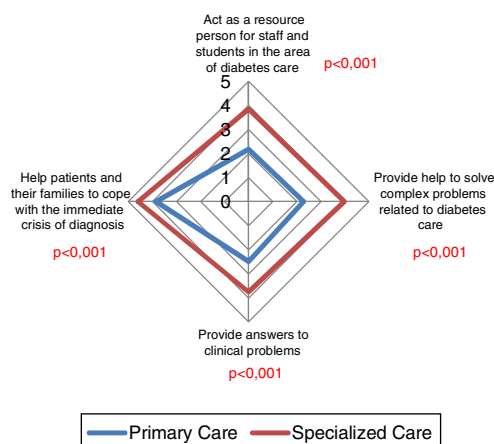 Act as a resource
person for staff and
students in the area
of diabetes care
p<0,001
5
4
3
2
1
0
Help patients and
their families to cope
with the immediate
crisis of diagnosis
p<0,001
Provide help to solve
complex problems
related to diabetes
care
p<0,001
Provide answers to
clinical problems
p<0,001
Primary Care
Specialized Care